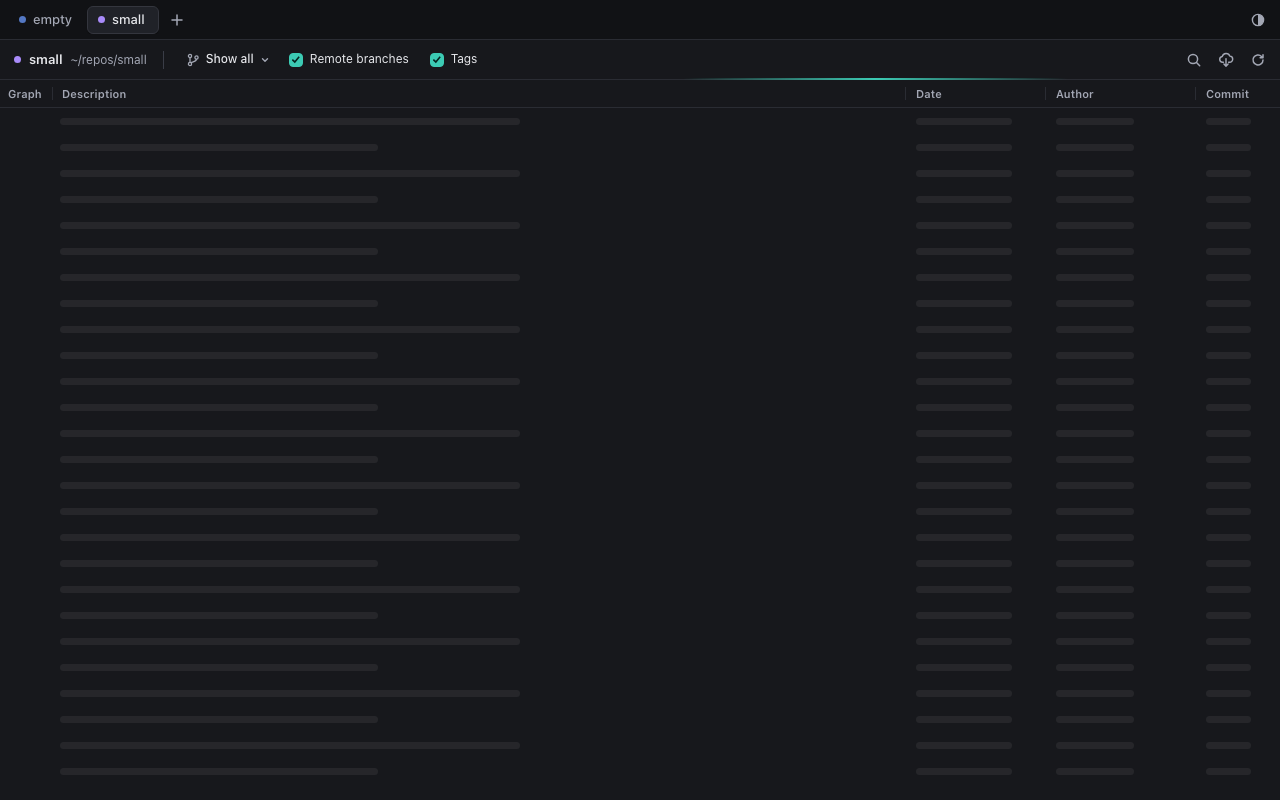 empty
small
small ~/repos/small Show all Remote branches Tags
Graph Description Date Author Commit